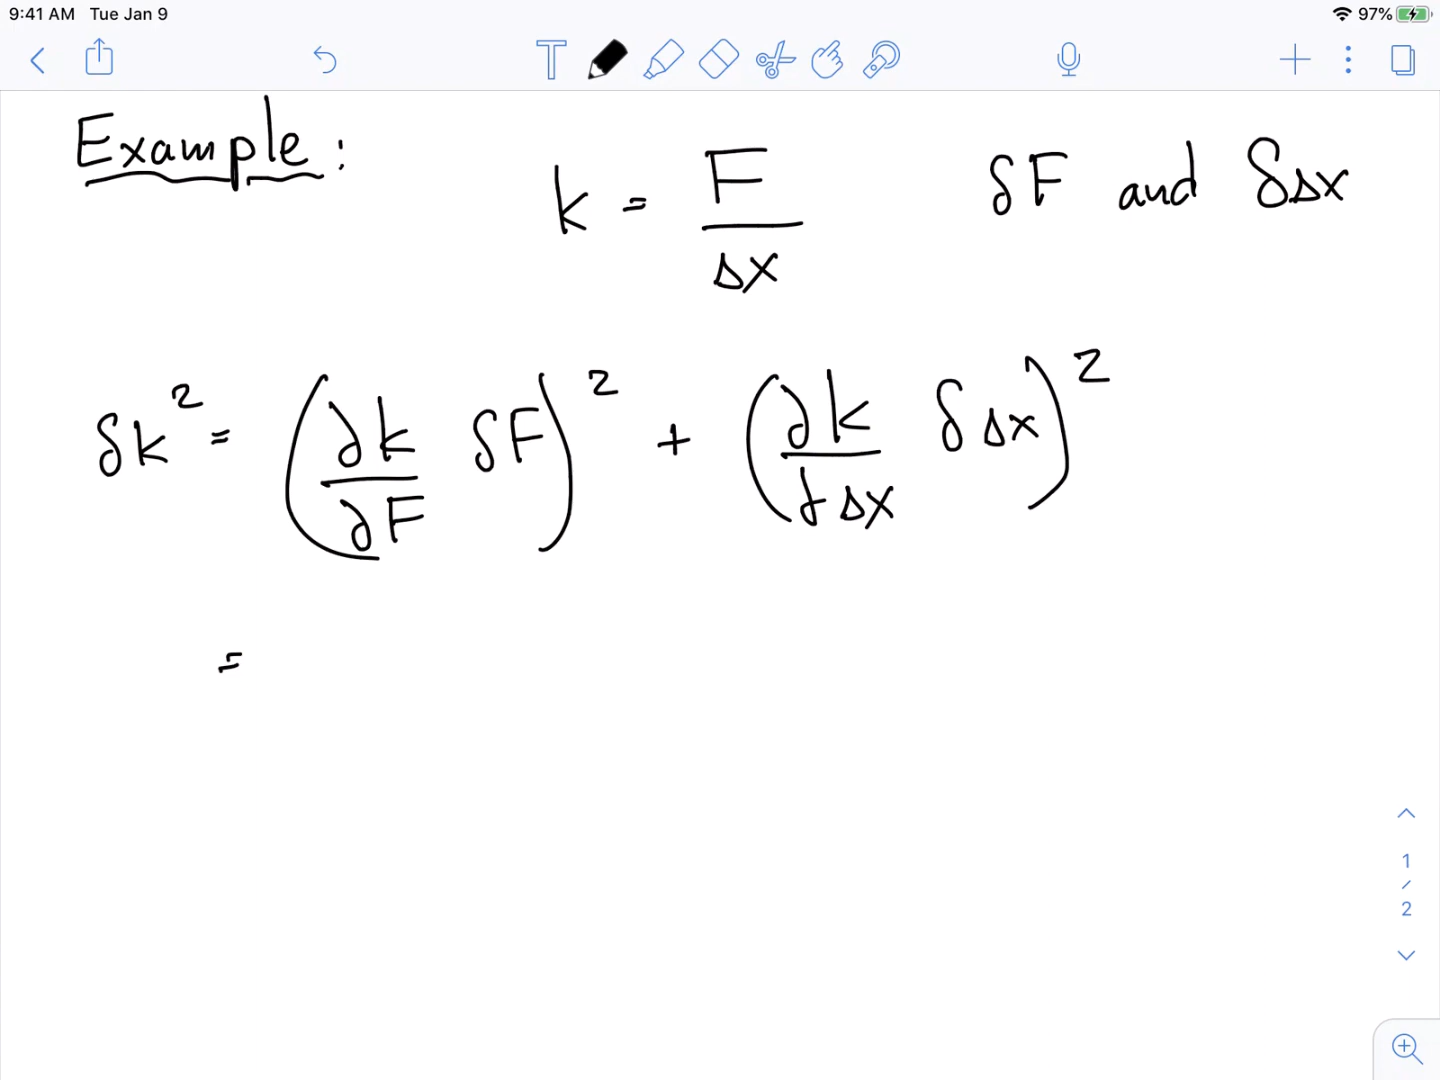 9:41 AM Tue Jan 9 97%
T
Example: k = F/Δx δF and δΔx
δk² = (∂k/∂F δF)² + (∂k/∂Δx δΔx)²
=
1
/
2